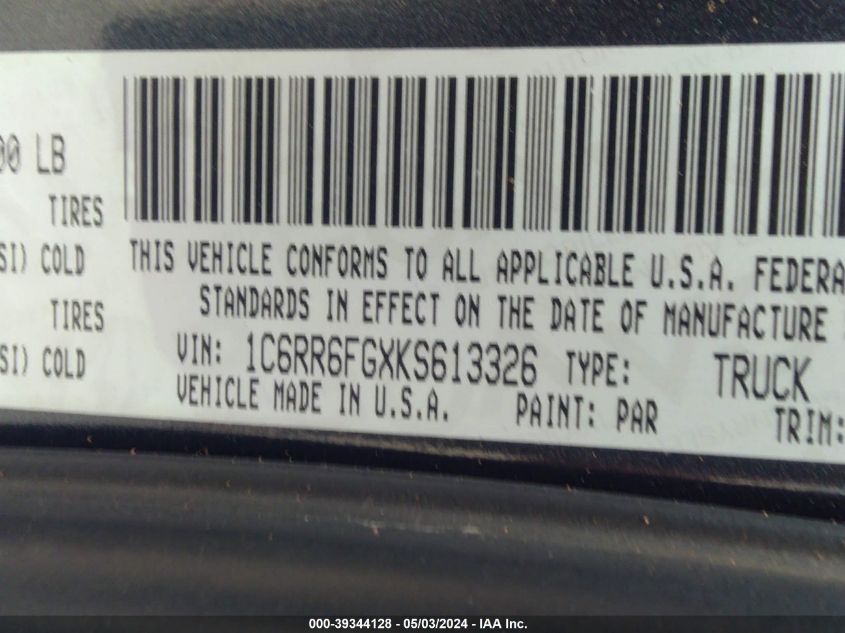 00 LB
TIRES
SI) COLD
TIRES
SI) COLD
THIS VEHICLE CONFORMS TO ALL APPLICABLE U.S.A. FEDERA
STANDARDS IN EFFECT ON THE DATE OF MANUFACTURE
VIN: 1C6RR6FGXKS613326 TYPE: TRUCK
VEHICLE MADE IN U.S.A. PAINT: PAR TRIM:
000-39344128 - 05/03/2024 - IAA Inc.